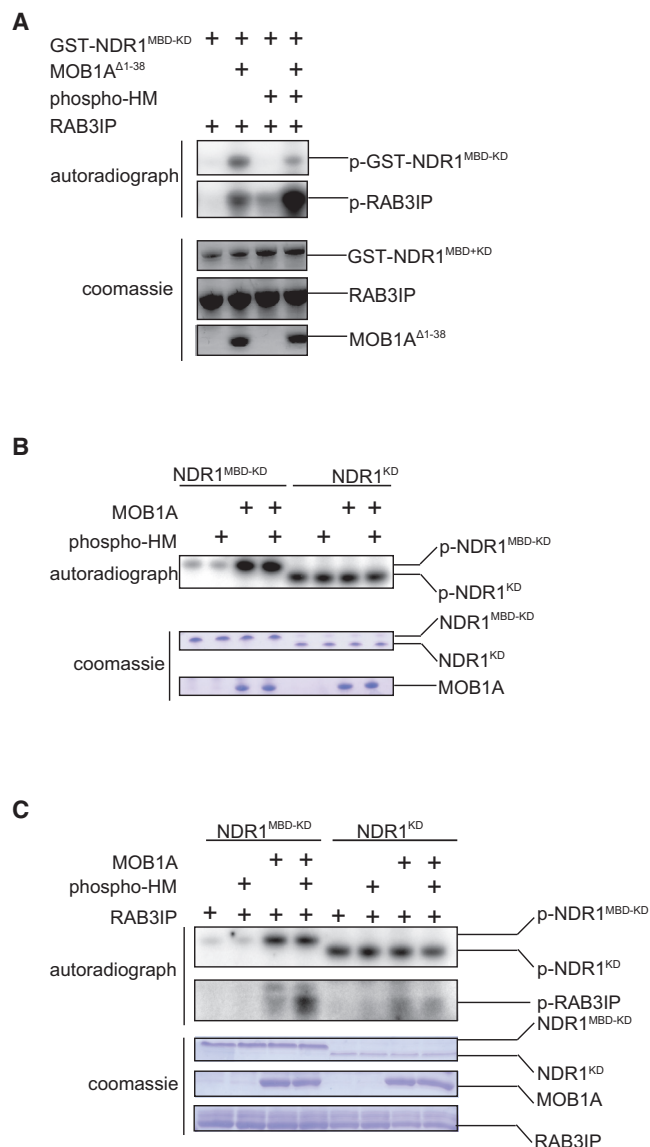 A
GST-NDR1MBD-KD + + + +
MOB1AΔ1-38 + +
phospho-HM + +
RAB3IP + + + +
autoradiograph
p-GST-NDR1MBD-KD
p-RAB3IP
coomassie
GST-NDR1MBD+KD
RAB3IP
MOB1AΔ1-38
B
NDR1MBD-KD NDR1KD
MOB1A + + + +
phospho-HM + + + +
autoradiograph
p-NDR1MBD-KD
p-NDR1KD
coomassie
NDR1MBD-KD
NDR1KD
MOB1A
C
NDR1MBD-KD NDR1KD
MOB1A + + + +
phospho-HM + + + +
RAB3IP + + + + + + + +
autoradiograph
p-NDR1MBD-KD
p-NDR1KD
p-RAB3IP
coomassie
NDR1MBD-KD
NDR1KD
MOB1A
RAB3IP